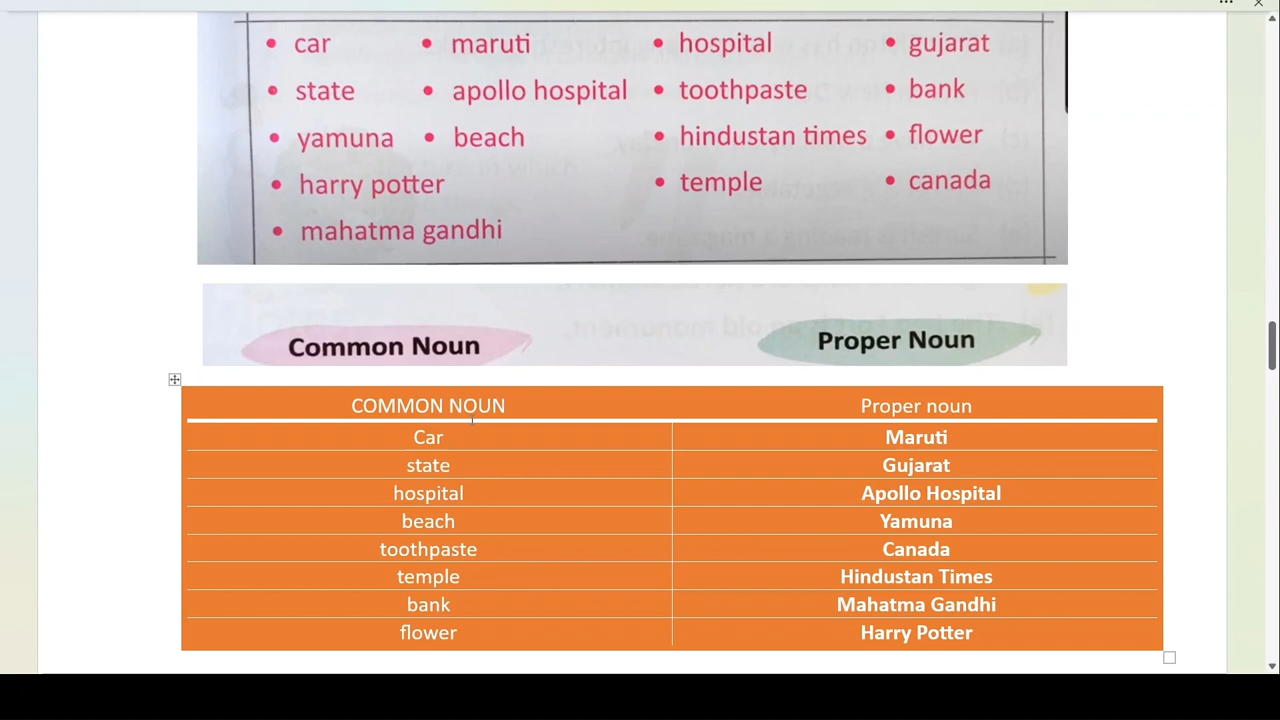 • car • maruti • hospital • gujarat
• state • apollo hospital • toothpaste • bank
• yamuna • beach • hindustan times • flower
• harry potter • temple • canada
• mahatma gandhi
Common Noun Proper Noun
COMMON NOUN Proper noun
Car Maruti
state Gujarat
hospital Apollo Hospital
beach Yamuna
toothpaste Canada
temple Hindustan Times
bank Mahatma Gandhi
flower Harry Potter